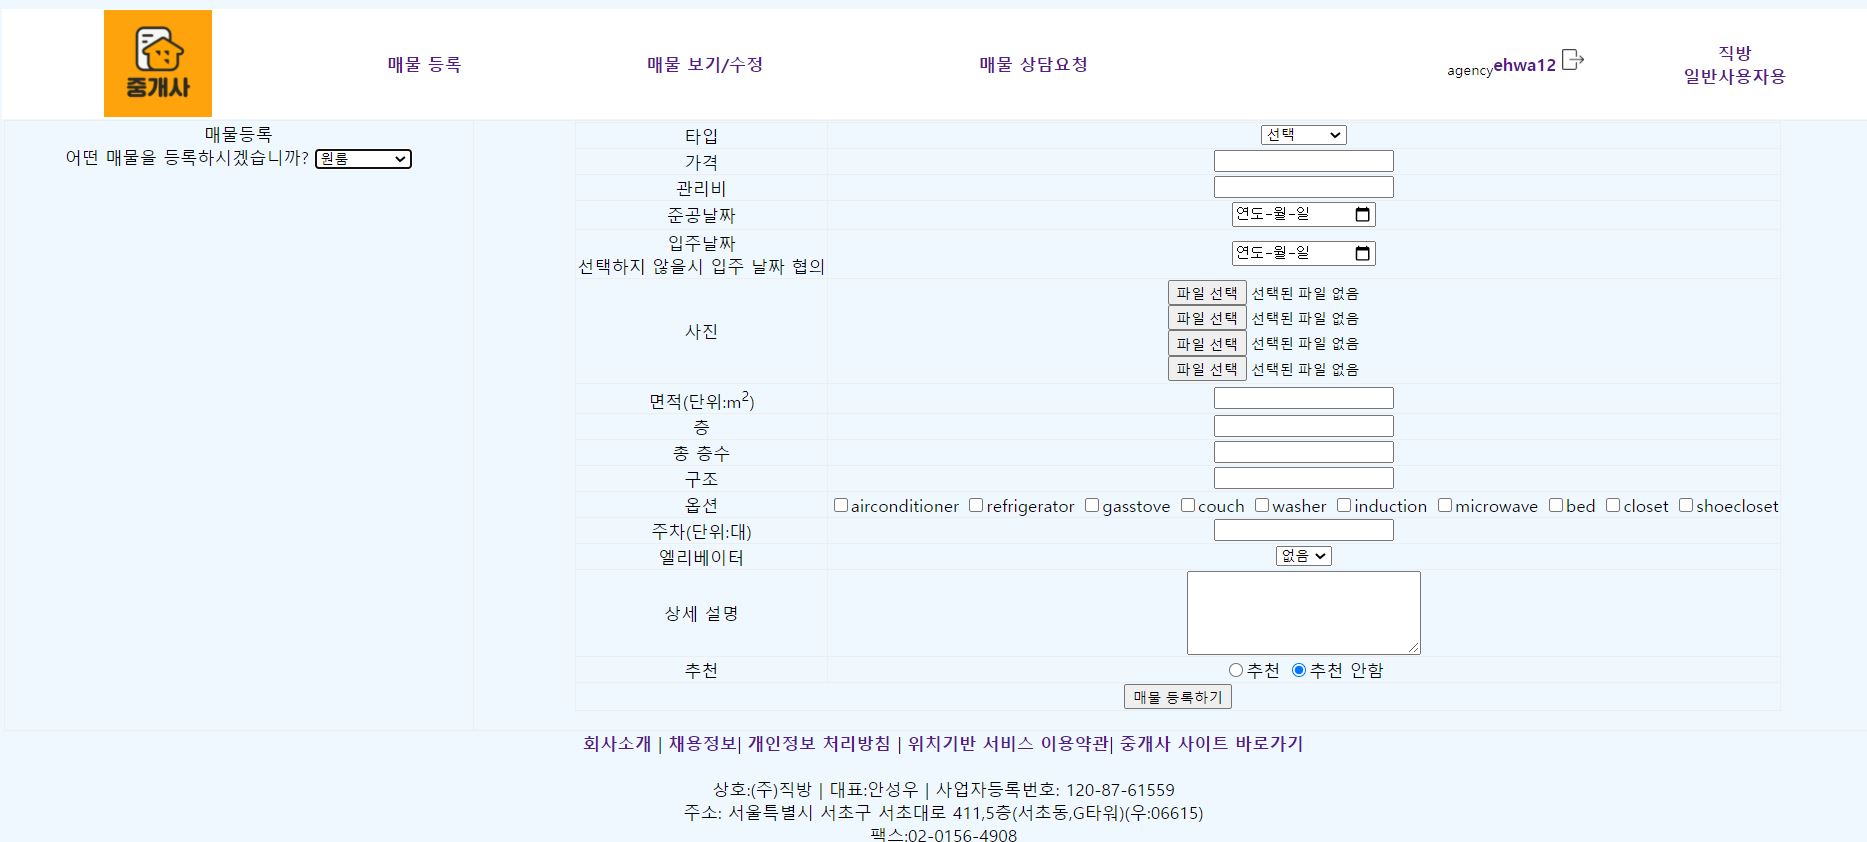 중개사
매물 등록
매물 보기/수정
매물 상담요청
agencyehwa12
직방
일반사용자용
매물등록
어떤 매물을 등록하시겠습니까? 원룸
타입 선택
가격
관리비
준공날짜 연도-월-일
입주날짜
선택하지 않을시 입주 날짜 협의 연도-월-일
사진
파일 선택 선택된 파일 없음
파일 선택 선택된 파일 없음
파일 선택 선택된 파일 없음
파일 선택 선택된 파일 없음
면적(단위:m²)
층
총 층수
구조
옵션 airconditioner refrigerator gasstove couch washer induction microwave bed closet shoecloset
주차(단위:대)
엘리베이터 없음
상세 설명
추천 추천 추천 안함
매물 등록하기
회사소개 | 채용정보| 개인정보 처리방침 | 위치기반 서비스 이용약관| 중개사 사이트 바로가기
상호:(주)직방 | 대표:안성우 | 사업자등록번호: 120-87-61559
주소: 서울특별시 서초구 서초대로 411,5층(서초동,G타워)(우:06615)
팩스:02-0156-4908